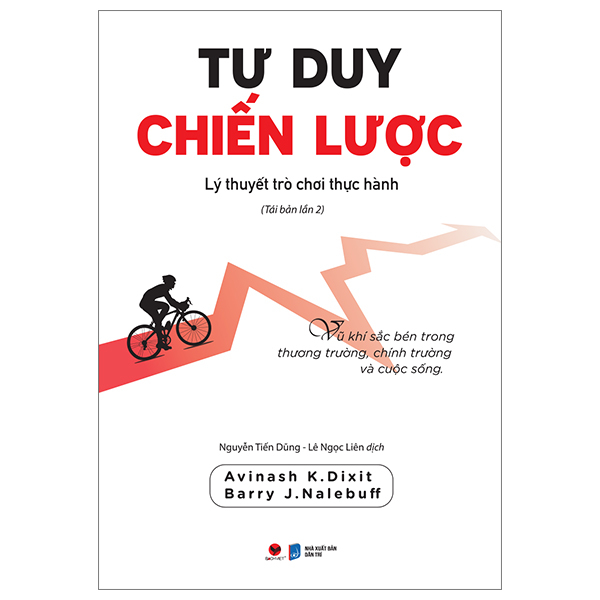 TƯ DUY
CHIẾN LƯỢC
Lý thuyết trò chơi thực hành
(Tái bản lần 2)
Vũ khí sắc bén trong
thương trường, chính trường
và cuộc sống.
Nguyễn Tiến Dũng - Lê Ngọc Liên dịch
Avinash K.Dixit
Barry J.Nalebuff
BACHVIET
NHÀ XUẤT BẢN
DÂN TRÍ